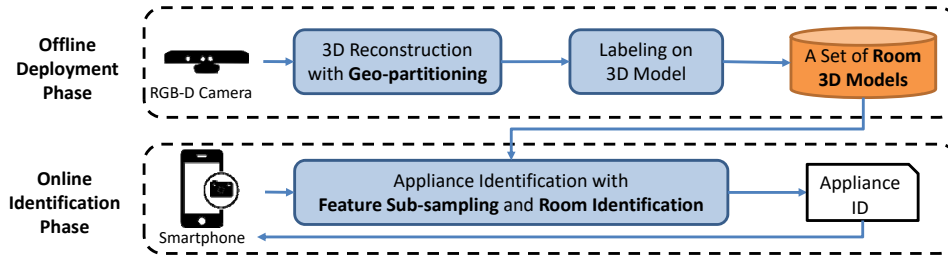 Offline
Deployment
Phase
RGB-D Camera
3D Reconstruction
with Geo-partitioning
Labeling on
3D Model
A Set of Room
3D Models
Online
Identification
Phase
Smartphone
Appliance Identification with
Feature Sub-sampling and Room Identification
Appliance
ID